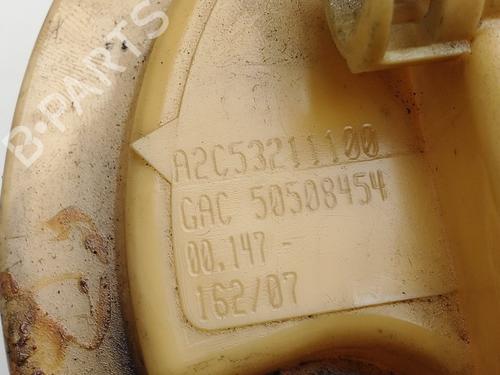 B-PARTS
A2C53211100
GAC 50508454
00.147 -
162/07